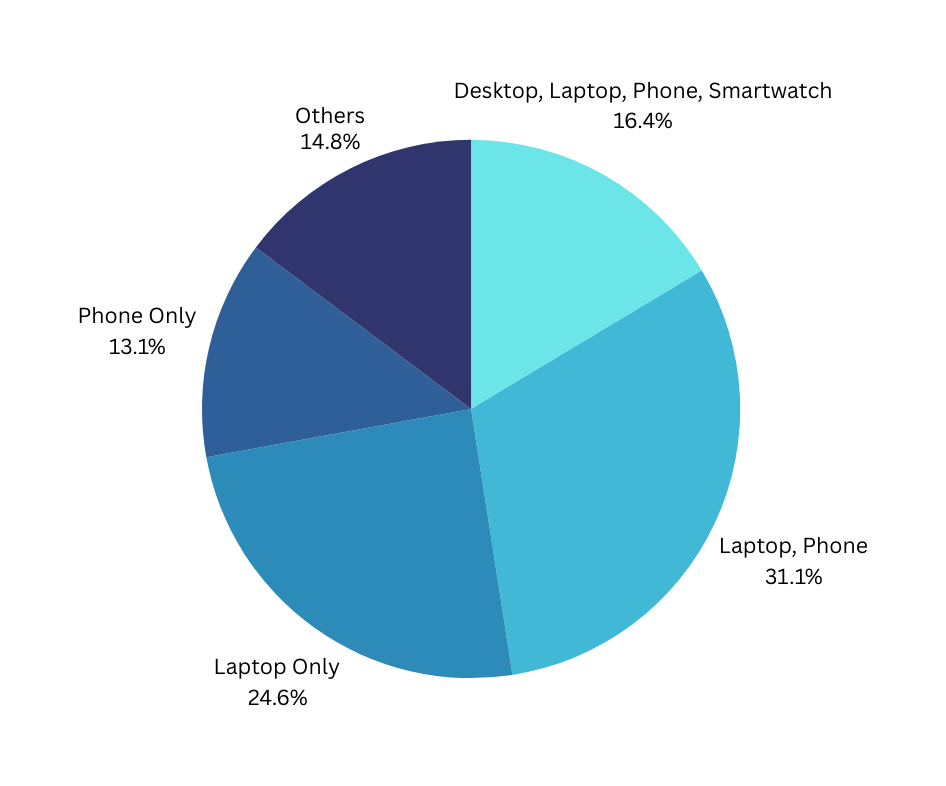 Desktop, Laptop, Phone, Smartwatch
16.4%
Others
14.8%
Phone Only
13.1%
Laptop, Phone
31.1%
Laptop Only
24.6%